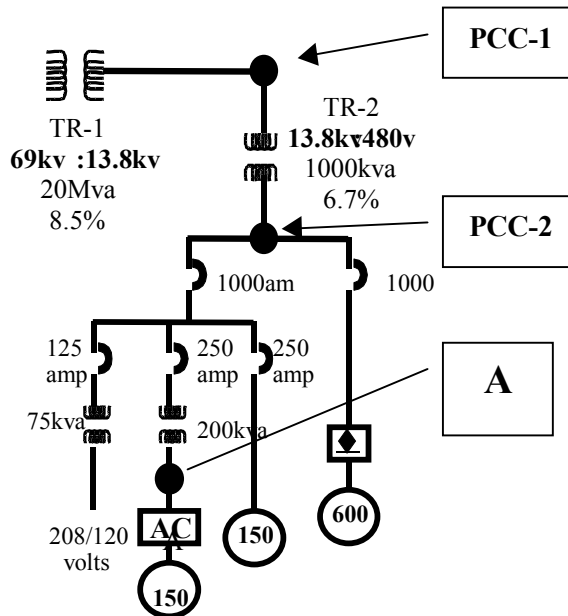 PCC-1
TR-1
69kv :13.8kv
20Mva
8.5%
TR-2
13.8kv:480v
1000kva
6.7%
PCC-2
1000am
1000
125
amp
250
amp
250
amp
A
75kva
200kva
208/120
volts
AC
A
150
150
600